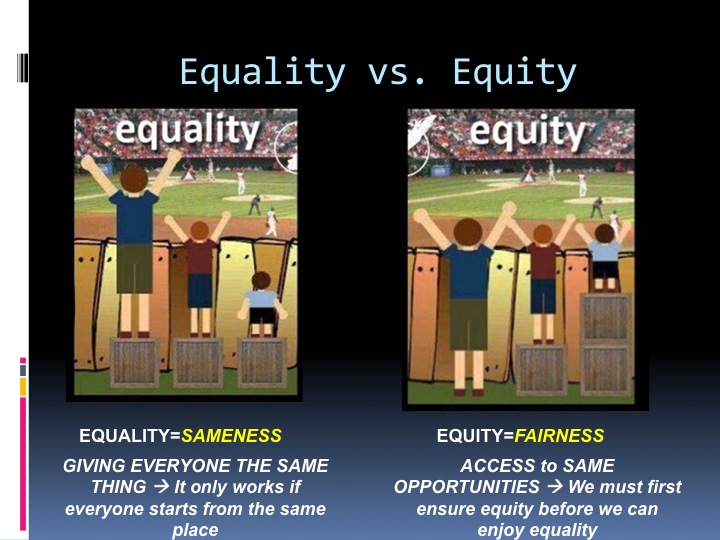 Equality vs. Equity
equality
equity
EQUALITY=SAMENESS
GIVING EVERYONE THE SAME
THING → It only works if
everyone starts from the same
place
EQUITY=FAIRNESS
ACCESS to SAME
OPPORTUNITIES → We must first
ensure equity before we can
enjoy equality